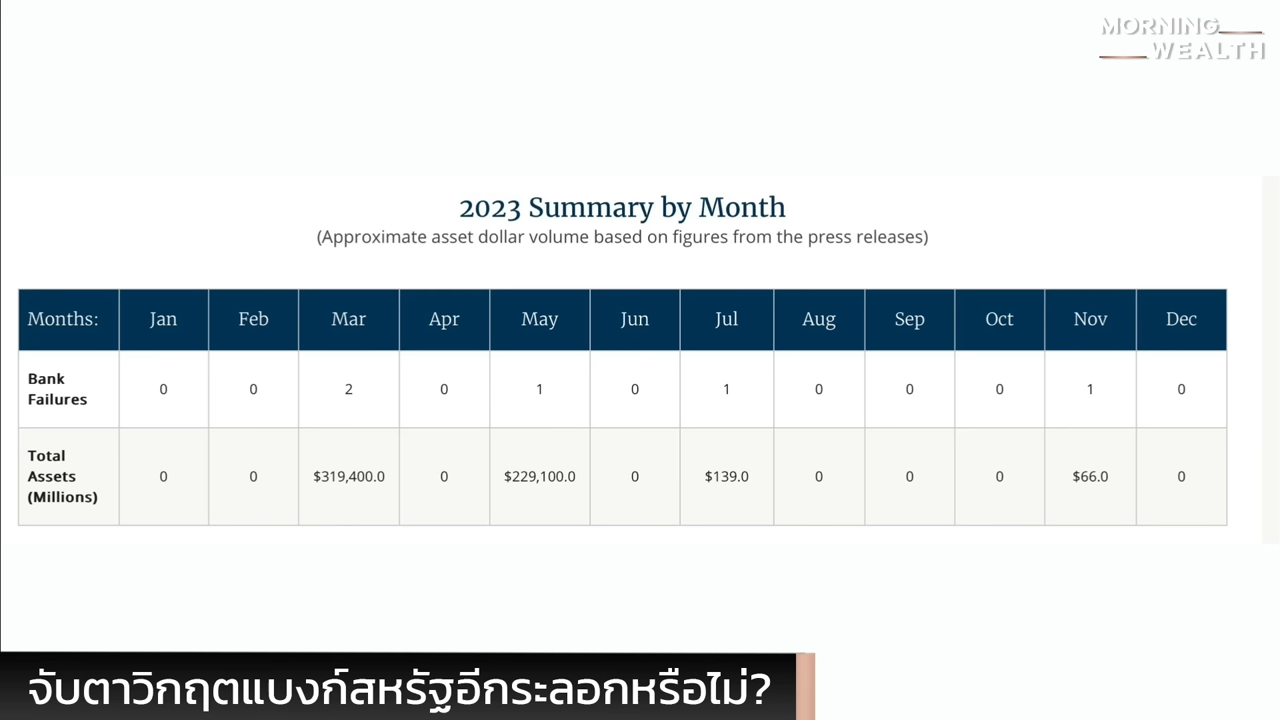 MORNING
WEALTH
2023 Summary by Month
(Approximate asset dollar volume based on figures from the press releases)
Months: Jan Feb Mar Apr May Jun Jul Aug Sep Oct Nov Dec
Bank Failures 0 0 2 0 1 0 1 0 0 0 1 0
Total Assets (Millions) 0 0 $319,400.0 0 $229,100.0 0 $139.0 0 0 0 $66.0 0
จับตาวิกฤตแบงก์สหรัฐอีกระลอกหรือไม่?